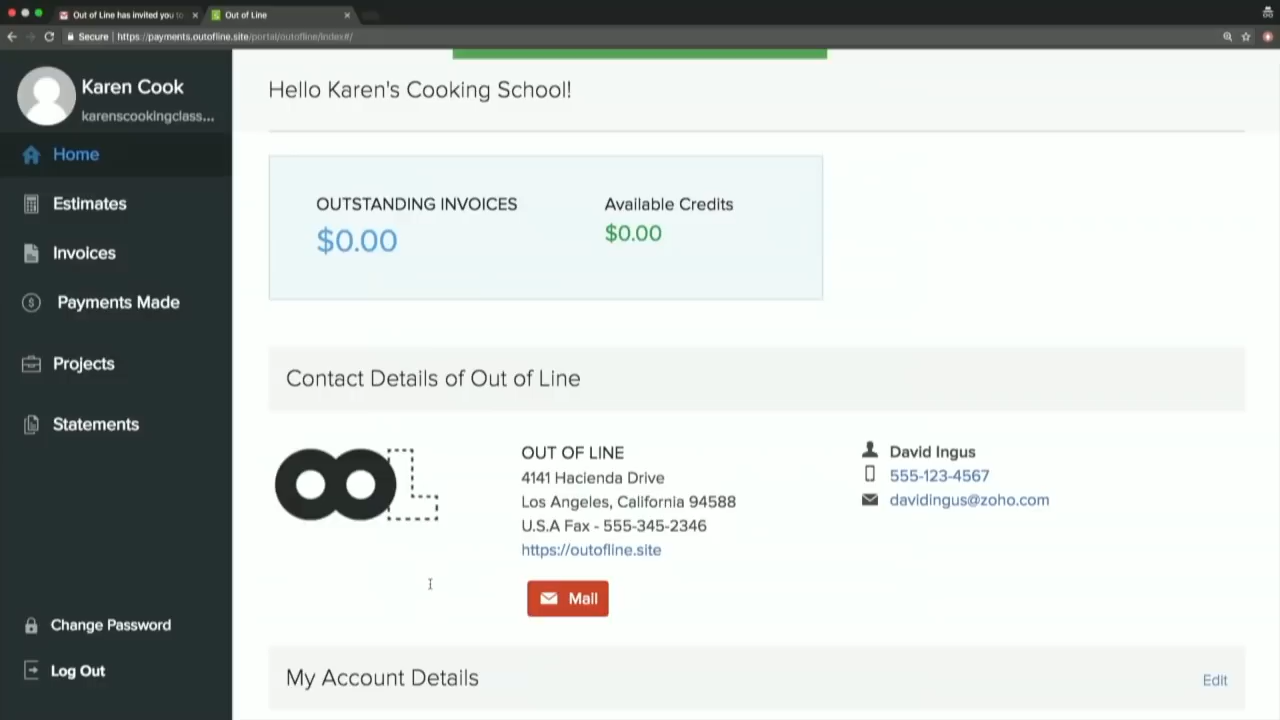 Out of Line has invited you to
Out of Line
Secure | https://payments.outofline.site/portal/outofline/index#/
Karen Cook
karenscookingclass...
Home
Estimates
Invoices
Payments Made
Projects
Statements
Change Password
Log Out
Hello Karen's Cooking School!
OUTSTANDING INVOICES
$0.00
Available Credits
$0.00
Contact Details of Out of Line
OUT OF LINE
4141 Hacienda Drive
Los Angeles, California 94588
U.S.A Fax - 555-345-2346
https://outofline.site
Mail
David Ingus
555-123-4567
davidingus@zoho.com
My Account Details
Edit